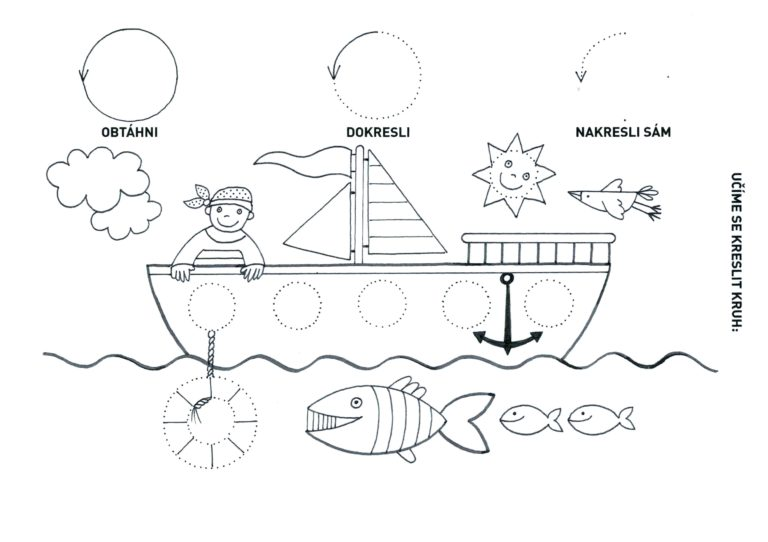 OBTÁHNI
DOKRESLI
NAKRESLI SÁM
UČÍME SE KRESLIT KRUH: